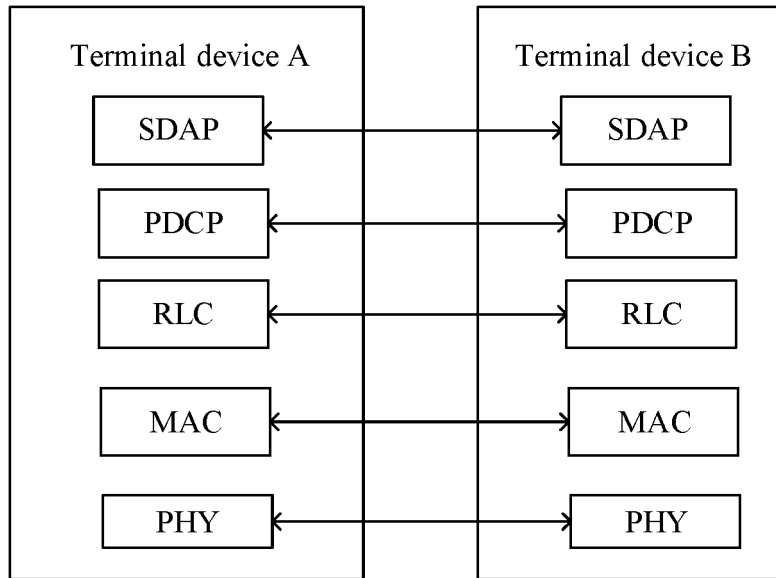 Terminal device A
Terminal device B
SDAP
SDAP
PDCP
PDCP
RLC
RLC
MAC
MAC
PHY
PHY